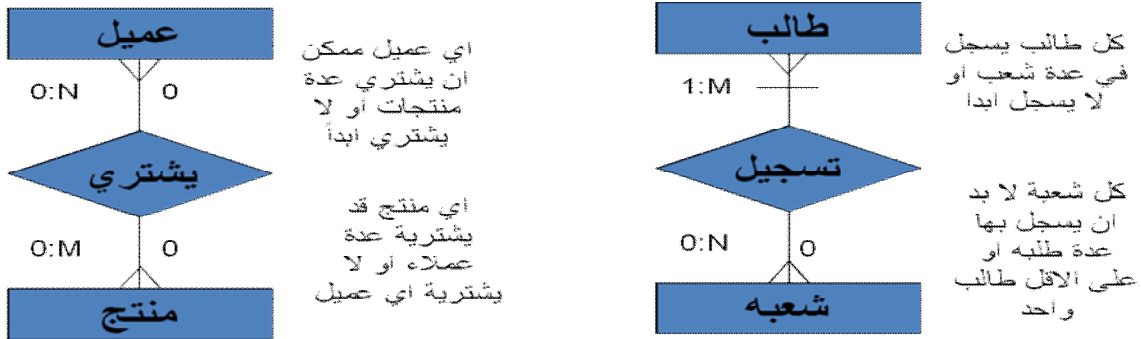 طالب
1:M
كل طالب يسجل
في عدة شعب او
لا يسجل ابدا
تسجيل
كل شعبة لا بد
ان يسجل بها
عدة طلبه او
على الاقل طالب
واحد
0:N
0
شعبه
عميل
0:N
0
اي عميل ممكن
ان يشتري عدة
منتجات او لا
يشتري ابداً
يشتري
اي منتج قد
يشترية عدة
عملاء او لا
يشترية اي عميل
0:M
0
منتج